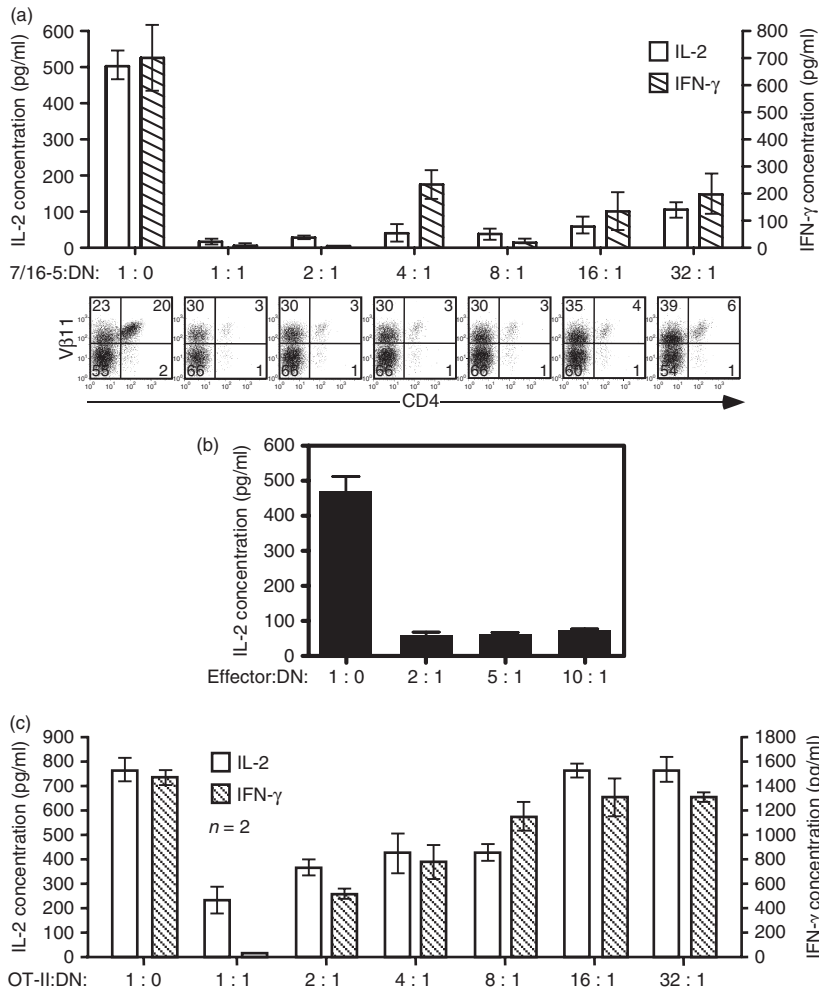 (a)
600
500
400
300
200
100
0
IL-2 concentration (pg/ml)
IL-2
IFN-γ
800
700
600
500
400
300
200
100
0
IFN-γ concentration (pg/ml)
7/16-5:DN: 1 : 0 1 : 1 2 : 1 4 : 1 8 : 1 16 : 1 32 : 1
23 20 30 3 30 3 30 3 30 3 35 4 39 6
Vβ11
55 2 66 1 66 1 66 1 66 1 60 1 54 1
CD4
(b)
600
500
400
300
200
100
0
IL-2 concentration (pg/ml)
Effector:DN: 1 : 0 2 : 1 5 : 1 10 : 1
(c)
900
800
700
600
500
400
300
200
100
0
IL-2 concentration (pg/ml)
IL-2
IFN-γ
n = 2
1800
1600
1400
1200
1000
800
600
400
200
0
IFN-γ concentration (pg/ml)
OT-II:DN: 1 : 0 1 : 1 2 : 1 4 : 1 8 : 1 16 : 1 32 : 1